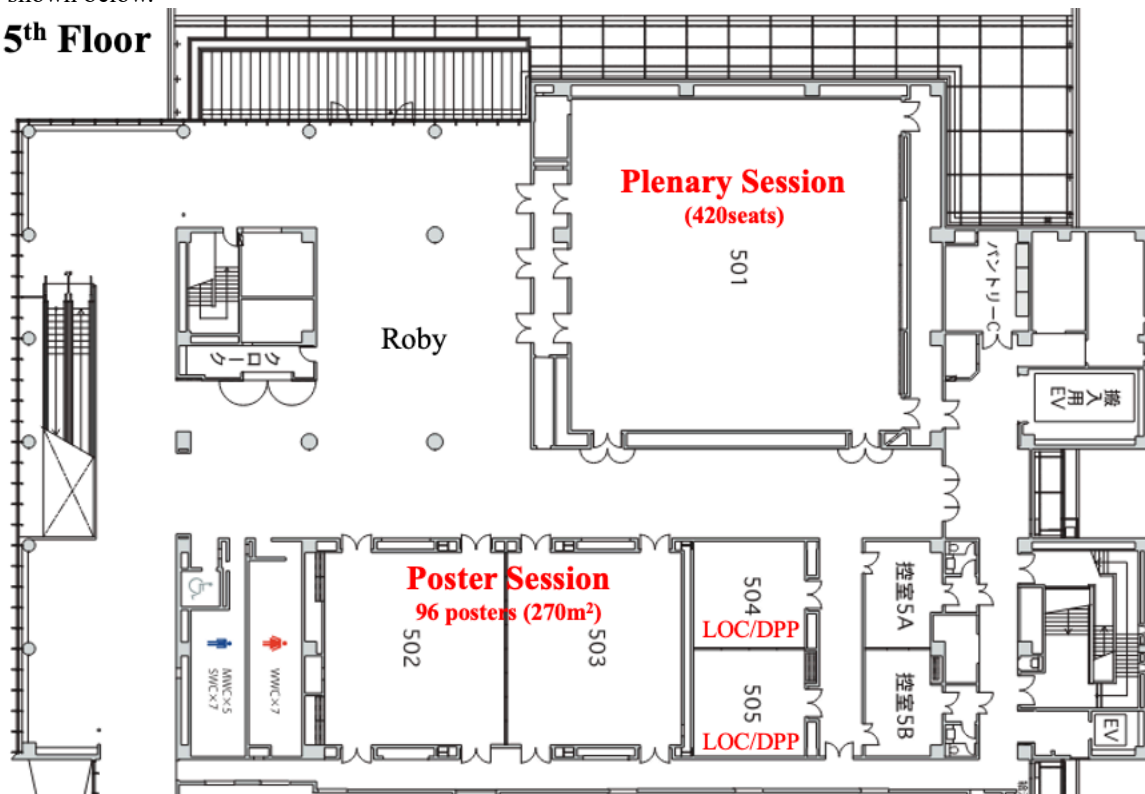 shown below.
5th Floor
Plenary Session
(420seats)
501
パントリーC
Roby
クローク
搬入用EV
Poster Session
96 posters (270m²)
502
503
504
LOC/DPP
505
LOC/DPP
控室5A
控室5B
MWC×5
SWC×7
WWC×7
EV